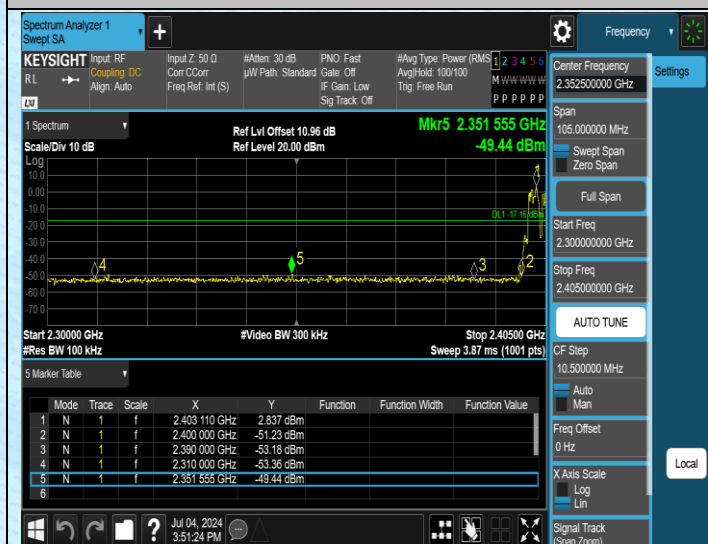 Spectrum Analyzer 1
Swept SA
Frequency
KEYSIGHT
RL
LXI
Input: RF
Coupling: DC
Align: Auto
Input Z: 50 Ω
Corr CCorr
Freq Ref: Int (S)
#Atten: 30 dB
µW Path: Standard
PNO: Fast
Gate: Off
IF Gain: Low
Sig Track: Off
#Avg Type: Power (RMS
Avg|Hold: 100/100
Trig: Free Run
1 2 3 4 5 6
M W W W W W
P P P P P P
1 Spectrum
Scale/Div 10 dB
Ref Lvl Offset 10.96 dB
Ref Level 20.00 dBm
Mkr5 2.351 555 GHz
-49.44 dBm
Log
10.0
0.00
-10.0
-20.0
-30.0
-40.0
-50.0
-60.0
-70.0
DL1 -17.16 dBm
1
2
3
4
5
Start 2.30000 GHz
#Res BW 100 kHz
#Video BW 300 kHz
Stop 2.40500 GHz
Sweep 3.87 ms (1001 pts)
5 Marker Table
Mode Trace Scale X Y Function Function Width Function Value
1 N 1 f 2.403 110 GHz 2.837 dBm
2 N 1 f 2.400 000 GHz -51.23 dBm
3 N 1 f 2.390 000 GHz -53.18 dBm
4 N 1 f 2.310 000 GHz -53.36 dBm
5 N 1 f 2.351 555 GHz -49.44 dBm
6
Jul 04, 2024
3:51:24 PM
Center Frequency
2.352500000 GHz
Settings
Span
105.000000 MHz
Swept Span
Zero Span
Full Span
Start Freq
2.300000000 GHz
Stop Freq
2.405000000 GHz
AUTO TUNE
CF Step
10.500000 MHz
Auto
Man
Freq Offset
0 Hz
X Axis Scale
Log
Lin
Local
Signal Track
(Span Zoom)